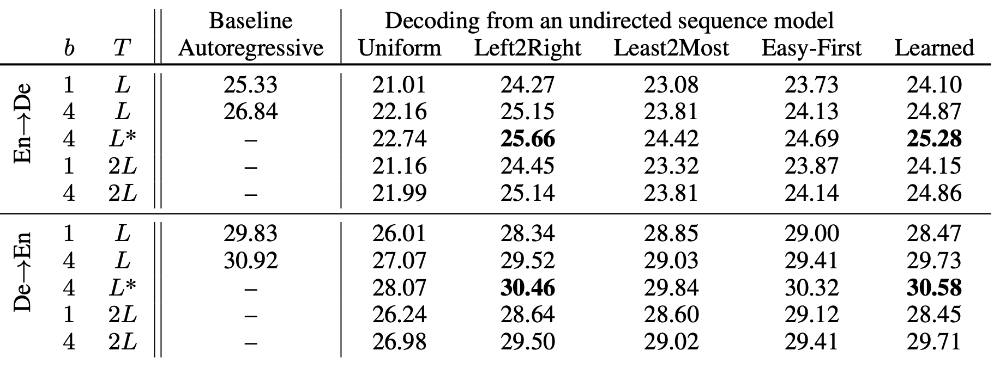 Baseline Decoding from an undirected sequence model
b T Autoregressive Uniform Left2Right Least2Most Easy-First Learned
En→De
1 L 25.33 21.01 24.27 23.08 23.73 24.10
4 L 26.84 22.16 25.15 23.81 24.13 24.87
4 L* – 22.74 25.66 24.42 24.69 25.28
1 2L – 21.16 24.45 23.32 23.87 24.15
4 2L – 21.99 25.14 23.81 24.14 24.86
De→En
1 L 29.83 26.01 28.34 28.85 29.00 28.47
4 L 30.92 27.07 29.52 29.03 29.41 29.73
4 L* – 28.07 30.46 29.84 30.32 30.58
1 2L – 26.24 28.64 28.60 29.12 28.45
4 2L – 26.98 29.50 29.02 29.41 29.71